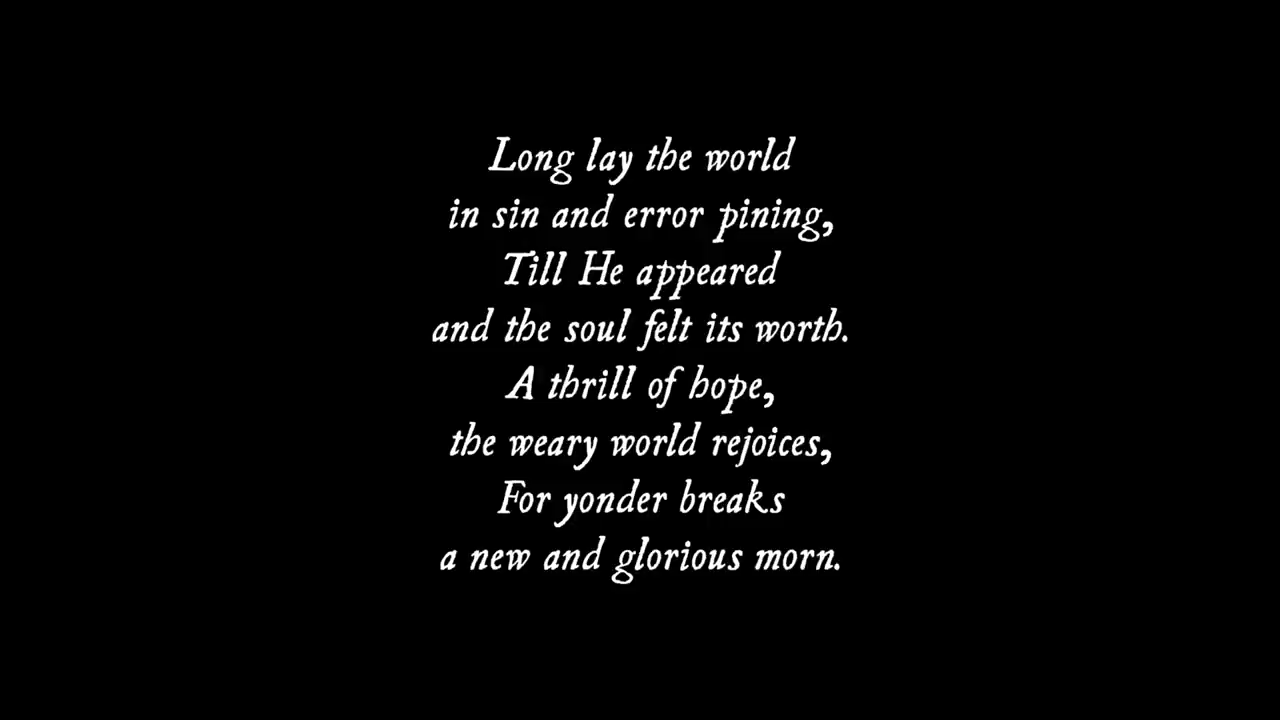 Long lay the world
in sin and error pining,
Till He appeared
and the soul felt its worth.
A thrill of hope,
the weary world rejoices,
For yonder breaks
a new and glorious morn.